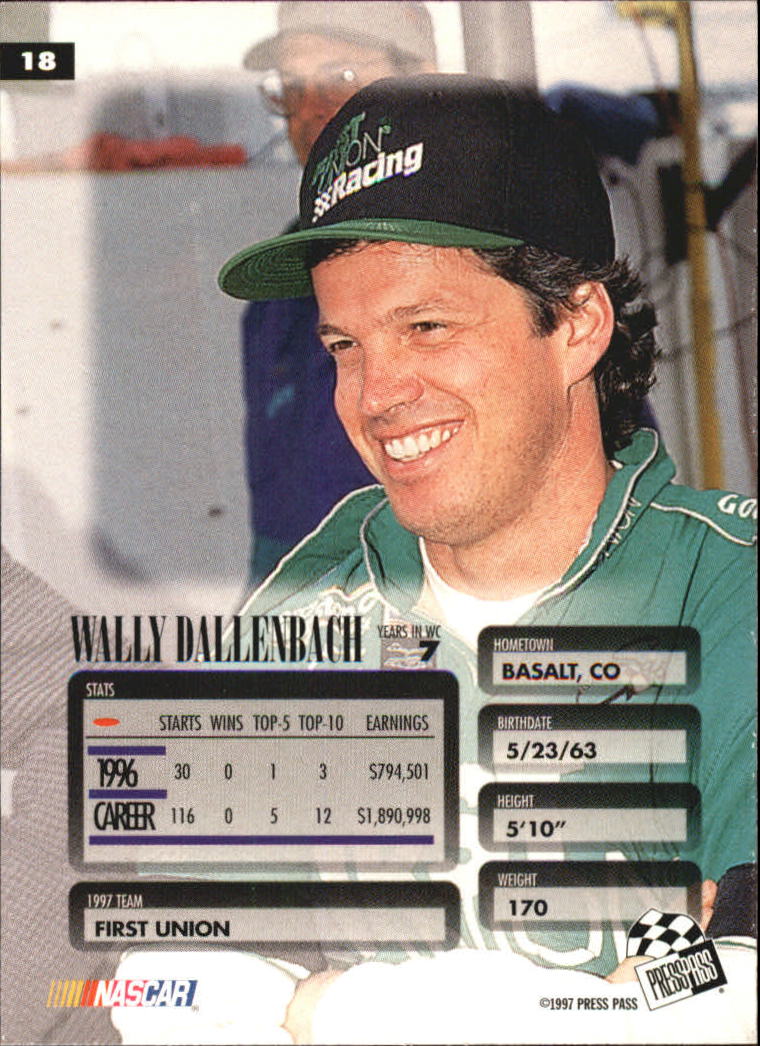 18
UNION
Racing
GO
WALLY DALLENBACH
YEARS IN WC
7
STATS
STARTS WINS TOP-5 TOP-10 EARNINGS
1996 30 0 1 3 $794,501
CAREER 116 0 5 12 $1,890,998
1997 TEAM
FIRST UNION
HOMETOWN
BASALT, CO
BIRTHDATE
5/23/63
HEIGHT
5'10"
WEIGHT
170
NASCAR
©1997 PRESS PASS
PRESS PASS